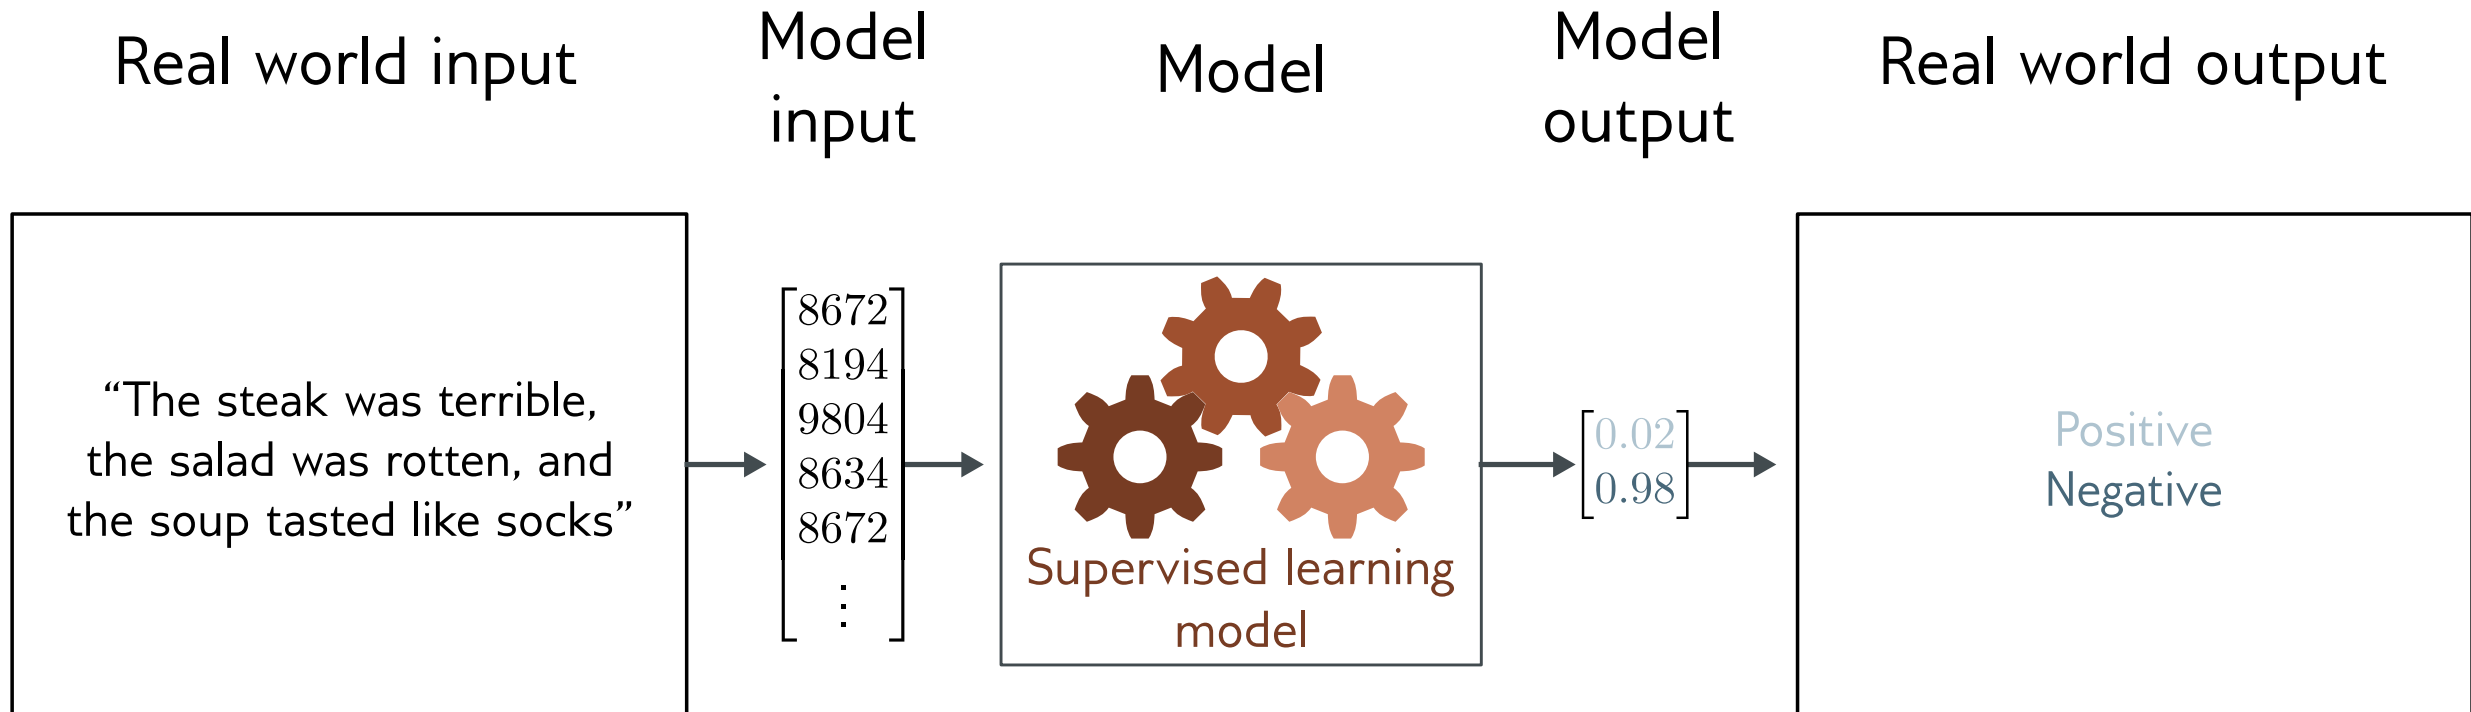 Real world input
Model
input
Model
Model
output
Real world output
“The steak was terrible,
the salad was rotten, and
the soup tasted like socks”
8672
8194
9804
8634
8672
⋮
Supervised learning
model
0.02
0.98
Positive
Negative